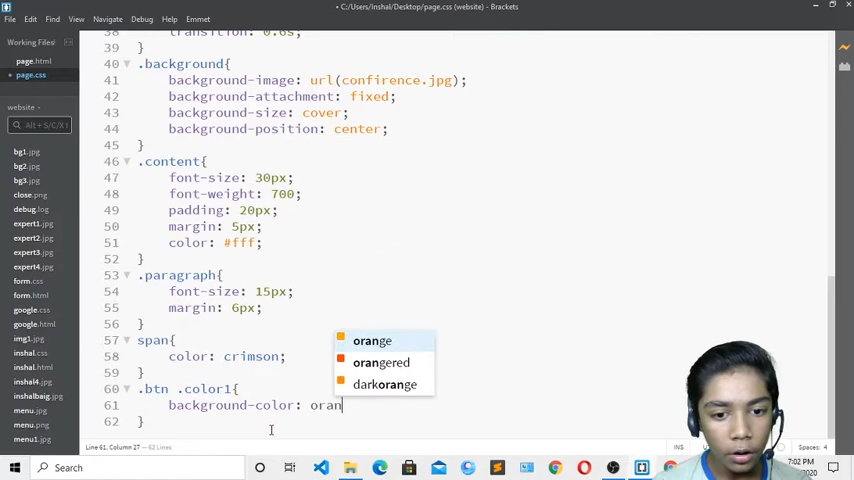 • C:/Users/Inshal/Desktop/page.css (website) - Brackets
File Edit Find View Navigate Debug Help Emmet
Working Files
page.html
• page.css
website
Alt + S/C/X
bg1.jpg
bg2.jpg
bg3.jpg
close.png
debug.log
expert1.jpg
expert2.jpg
expert3.jpg
expert4.jpg
form.css
form.html
google.css
google.html
img1.jpg
inshal.css
inshal4.jpg
inshalbaig.jpg
menu.jpg
menu.png
menu1.jpg
38 transition: 0.6s;
39 }
40 .background{
41 background-image: url(confirence.jpg);
42 background-attachment: fixed;
43 background-size: cover;
44 background-position: center;
45 }
46 .content{
47 font-size: 30px;
48 font-weight: 700;
49 padding: 20px;
50 margin: 5px;
51 color: #fff;
52 }
53 .paragraph{
54 font-size: 15px;
55 margin: 6px;
56 }
57 span{
58 color: crimson;
59 }
60 .btn .color1{
61 background-color: oran
62 }
orange
orangered
darkorange
Line 61, Column 27 — 62 Lines
INS
Spaces: 4
Search
7:02 PM